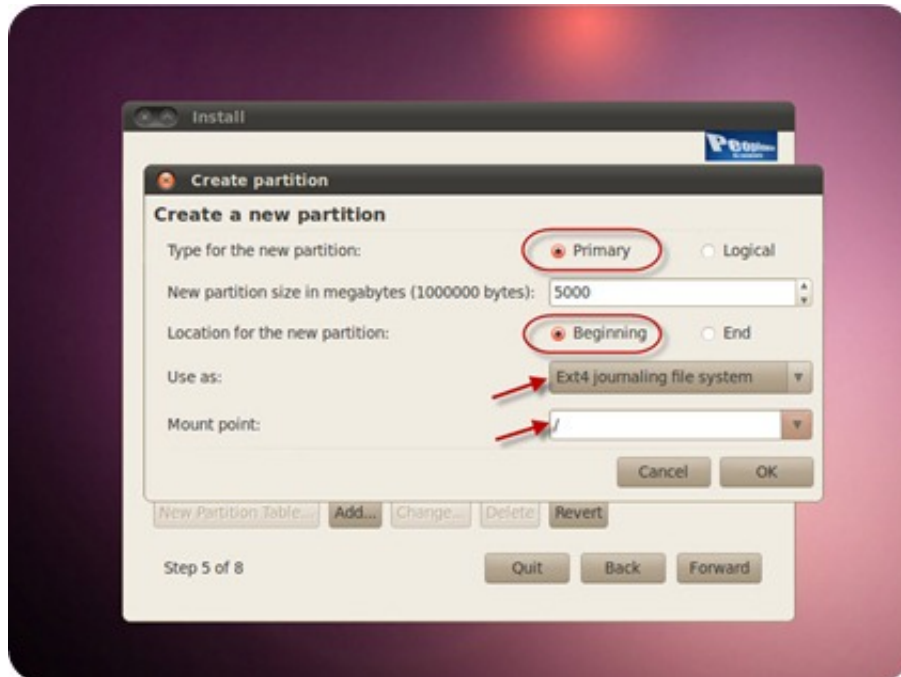 Install
Create partition
Create a new partition
Type for the new partition: Primary Logical
New partition size in megabytes (1000000 bytes): 5000
Location for the new partition: Beginning End
Use as: Ext4 journaling file system
Mount point: /
Cancel OK
New Partition Table... Add... Change... Delete Revert
Step 5 of 8 Quit Back Forward